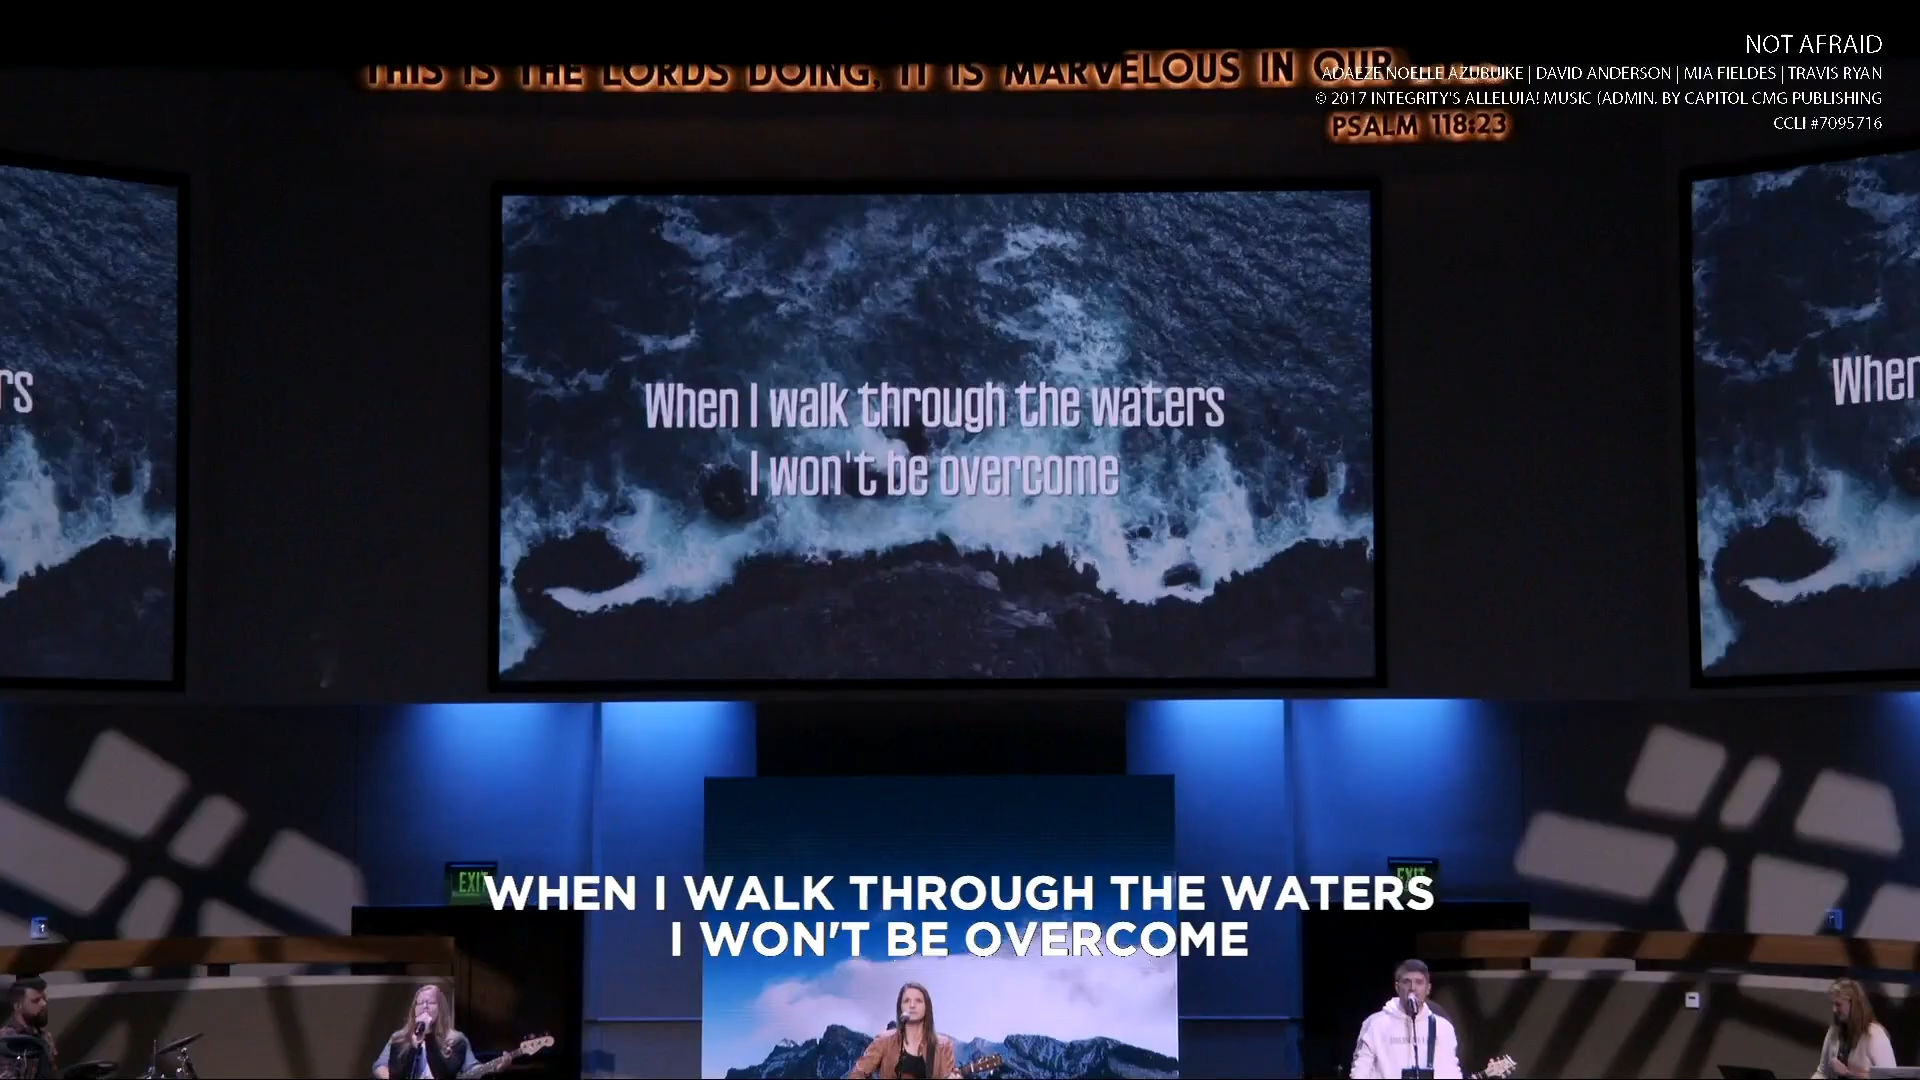 NOT AFRAID
THIS IS THE LORDS DOING, IT IS MARVELOUS IN OUR
ADAEZE NOELLE AZUBUIKE | DAVID ANDERSON | MIA FIELDES | TRAVIS RYAN
© 2017 INTEGRITY'S ALLELUIA! MUSIC (ADMIN. BY CAPITOL CMG PUBLISHING
PSALM 118:23
CCLI #7095716
rs
When I walk through the waters
When
I won't be overcome
EXIT
EXIT
WHEN I WALK THROUGH THE WATERS
I WON'T BE OVERCOME